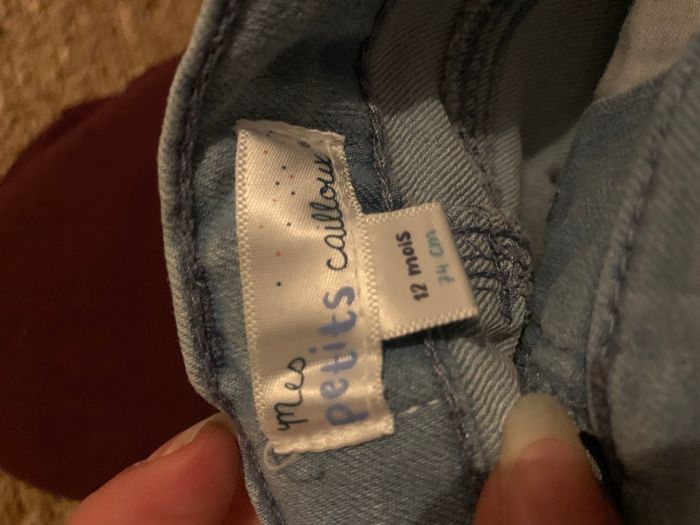 mes
petits
cailloux
12 mois
74 cm